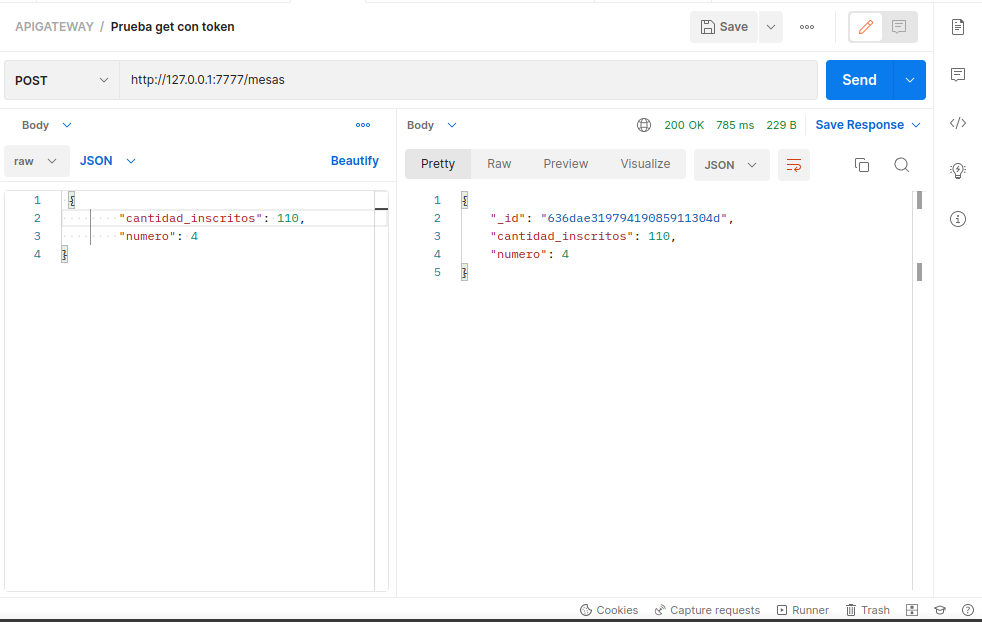 APIGATEWAY / Prueba get con token
Save
POST
http://127.0.0.1:7777/mesas
Send
Body
Body
200 OK 785 ms 229 B
Save Response
raw
JSON
Beautify
Pretty
Raw
Preview
Visualize
JSON
1 {
2 "cantidad_inscritos": 110,
3 "numero": 4
4 }
1 {
2 "_id": "636dae31979419085911304d",
3 "cantidad_inscritos": 110,
4 "numero": 4
5 }
Cookies
Capture requests
Runner
Trash